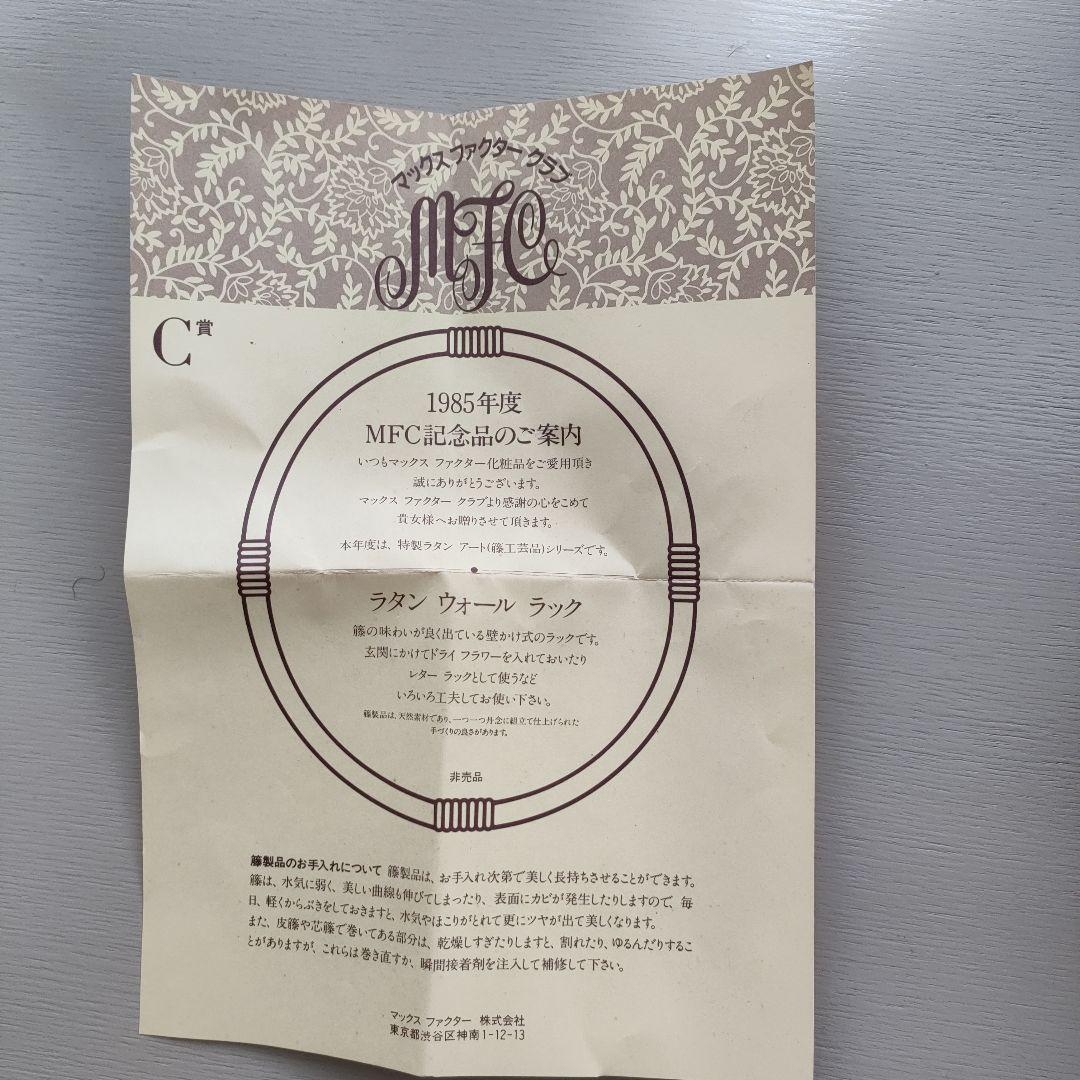 マックス ファクター クラブ
MFC
C賞
1985年度
MFC記念品のご案内
いつもマックス ファクター化粧品をご愛用頂き
誠にありがとうございます。
マックス ファクター クラブより感謝の心をこめて
貴女様へお贈りさせて頂きます。
本年度は、特製ラタン アート(籐工芸品)シリーズです。
ラタン ウォール ラック
籐の味わいが良く出ている壁かけ式のラックです。
玄関にかけてドライ フラワーを入れておいたり
レター ラックとして使うなど
いろいろ工夫してお使い下さい。
籐製品は、天然素材であり、一つ一つ丹念に組立て仕上げられた
手づくりの良さがあります。
非売品
籐製品のお手入れについて 籐製品は、お手入れ次第で美しく長持ちさせることができます。
籐は、水気に弱く、美しい曲線も伸びてしまったり、表面にカビが発生したりしますので、毎
日、軽くからぶきをしておきますと、水気やほこりがとれて更にツヤが出て美しくなります。
また、皮籐や芯籐で巻いてある部分は、乾燥しすぎたりしますと、割れたり、ゆるんだりするこ
とがありますが、これらは巻き直すか、瞬間接着剤を注入して補修して下さい。
マックス ファクター 株式会社
東京都渋谷区神南1-12-13